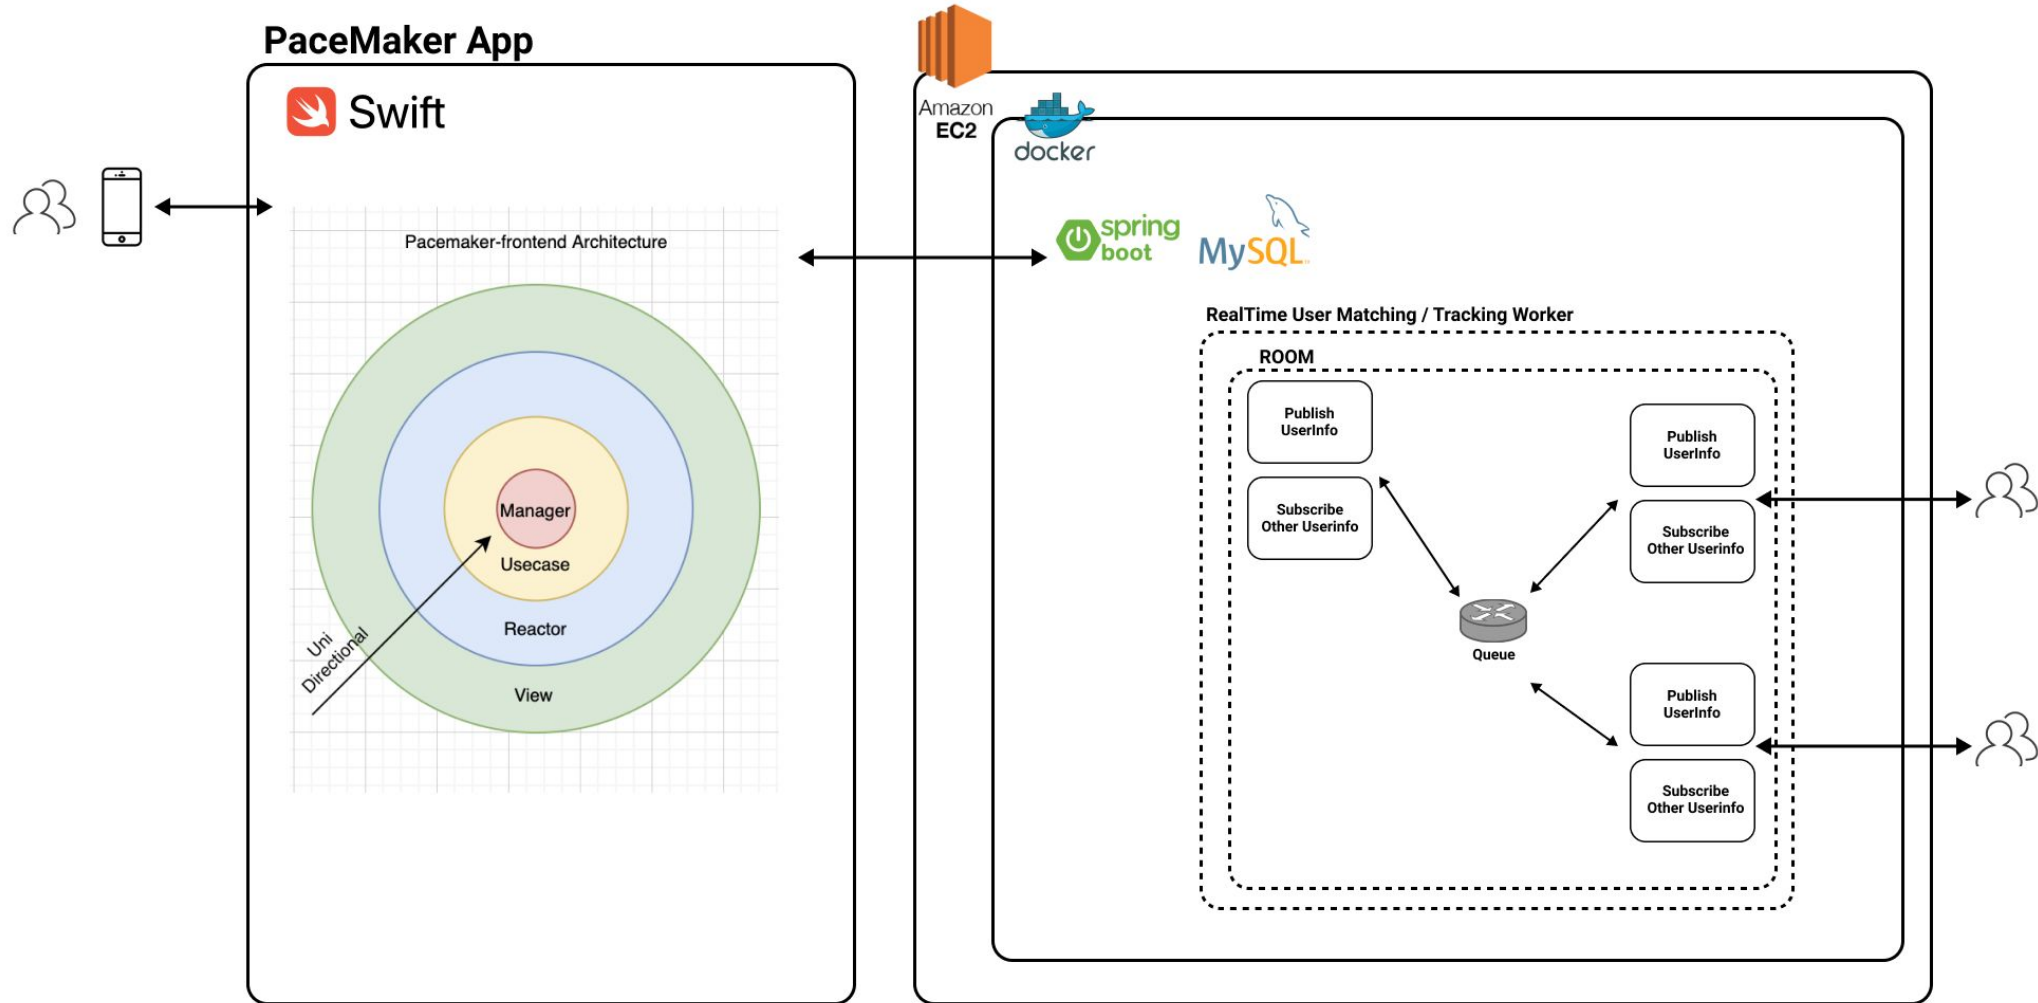 PaceMaker App
Swift
Pacemaker-frontend Architecture
Manager
Usecase
Reactor
View
Uni
Directional
Amazon
EC2
docker
spring
boot
MySQL
RealTime User Matching / Tracking Worker
ROOM
Publish
UserInfo
Subscribe
Other Userinfo
Publish
UserInfo
Subscribe
Other Userinfo
Queue
Publish
UserInfo
Subscribe
Other Userinfo